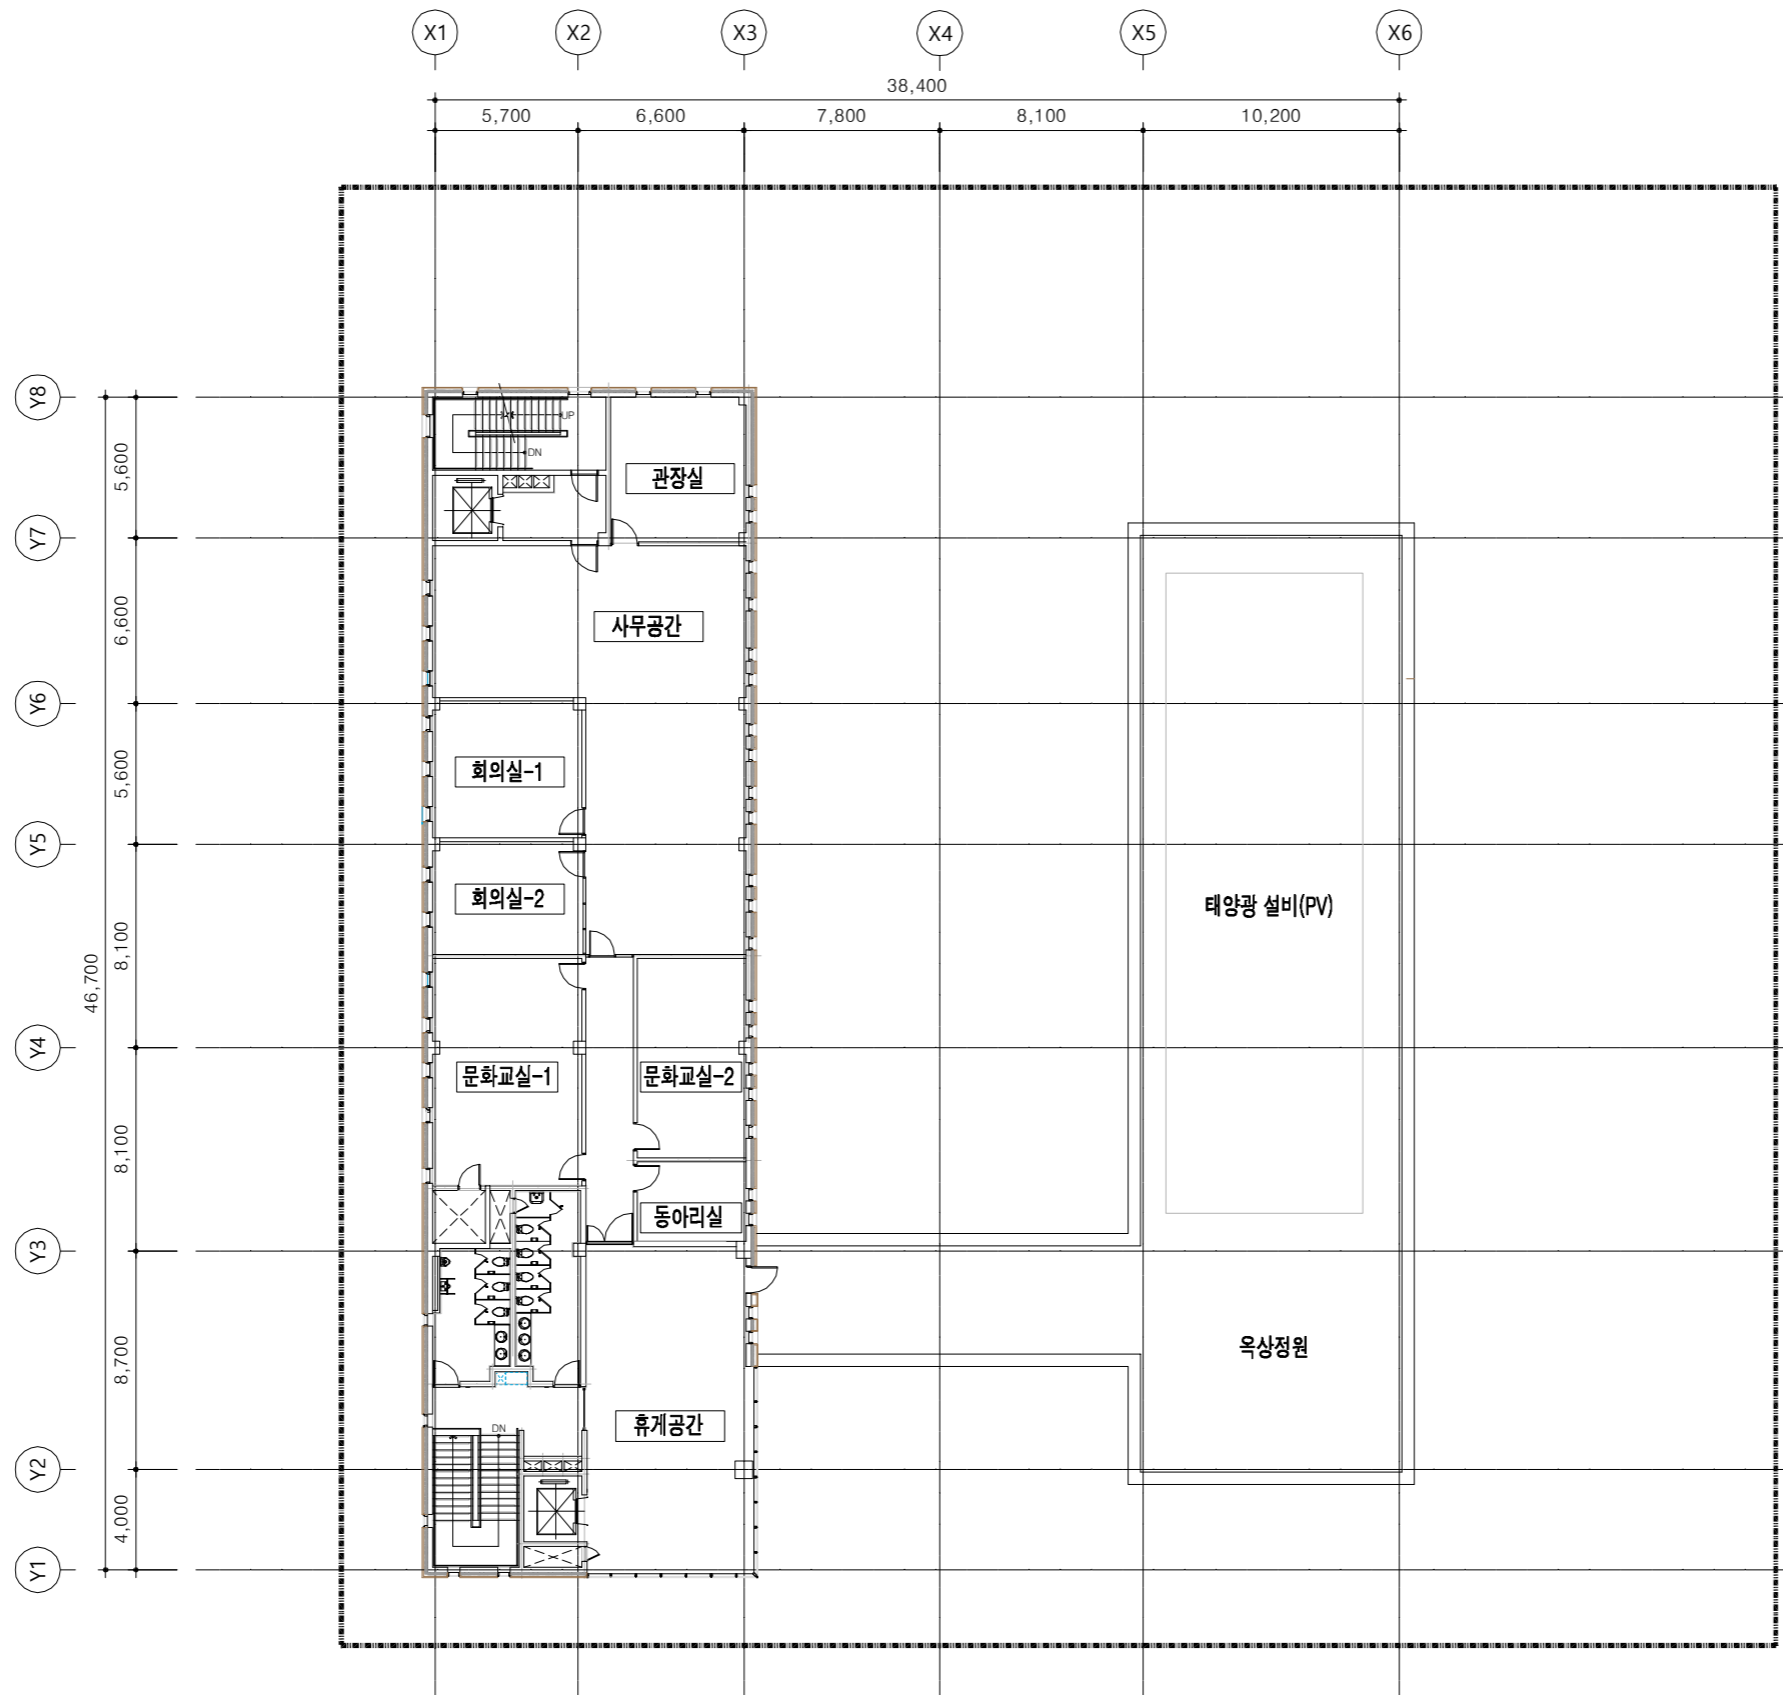 X1 X2 X3 X4 X5 X6
38,400
5,700 6,600 7,800 8,100 10,200
Y8
5,600
UP
DN
관장실
Y7
6,600
사무공간
Y6
5,600
회의실-1
Y5
회의실-2
태양광 설비(PV)
8,100
46,700
Y4
문화교실-1
문화교실-2
8,100
동아리실
Y3
옥상정원
8,700
휴게공간
DN
Y2
4,000
Y1